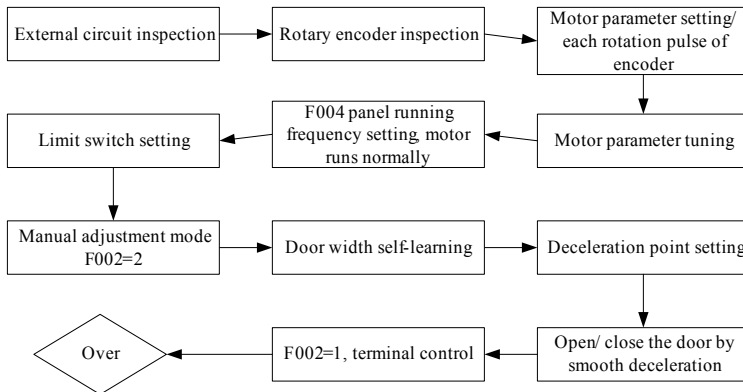 External circuit inspection
Rotary encoder inspection
Motor parameter setting/
each rotation pulse of
encoder
Motor parameter tuning
F004 panel running
frequency setting, motor
runs normally
Limit switch setting
Manual adjustment mode
F002=2
Door width self-learning
Deceleration point setting
Open/ close the door by
smooth deceleration
F002=1, terminal control
Over